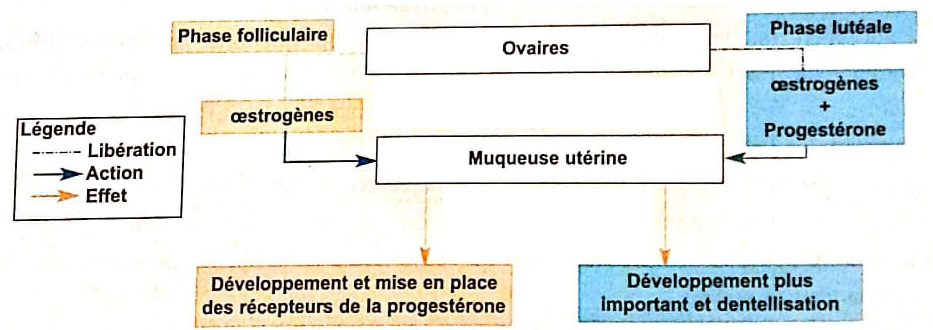 Phase folliculaire
Ovaires
Phase lutéale
œstrogènes
œstrogènes
+
Progestérone
Légende
Libération
Action
Effet
Muqueuse utérine
Développement et mise en place
des récepteurs de la progestérone
Développement plus
important et dentellisation